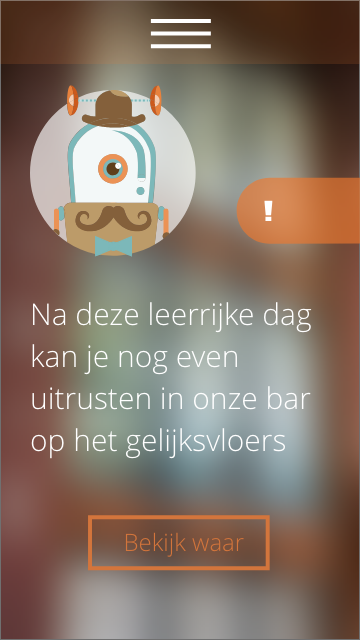 !
Na deze leerrijke dag
kan je nog even
uitrusten in onze bar
op het gelijksvloers
Bekijk waar